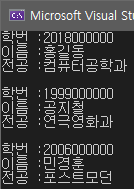 Microsoft Visual Stu
학번 :2018000000
이름 :홍길동
전공 :컴퓨터공학과
학번 :1999000000
이름 :공지철
전공 :연극영화과
학번 :2006000000
이름 :민경훈
전공 :포스트모던